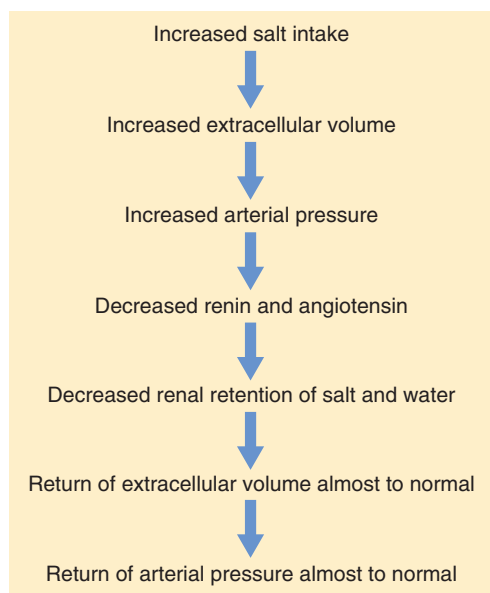 Increased salt intake
Increased extracellular volume
Increased arterial pressure
Decreased renin and angiotensin
Decreased renal retention of salt and water
Return of extracellular volume almost to normal
Return of arterial pressure almost to normal